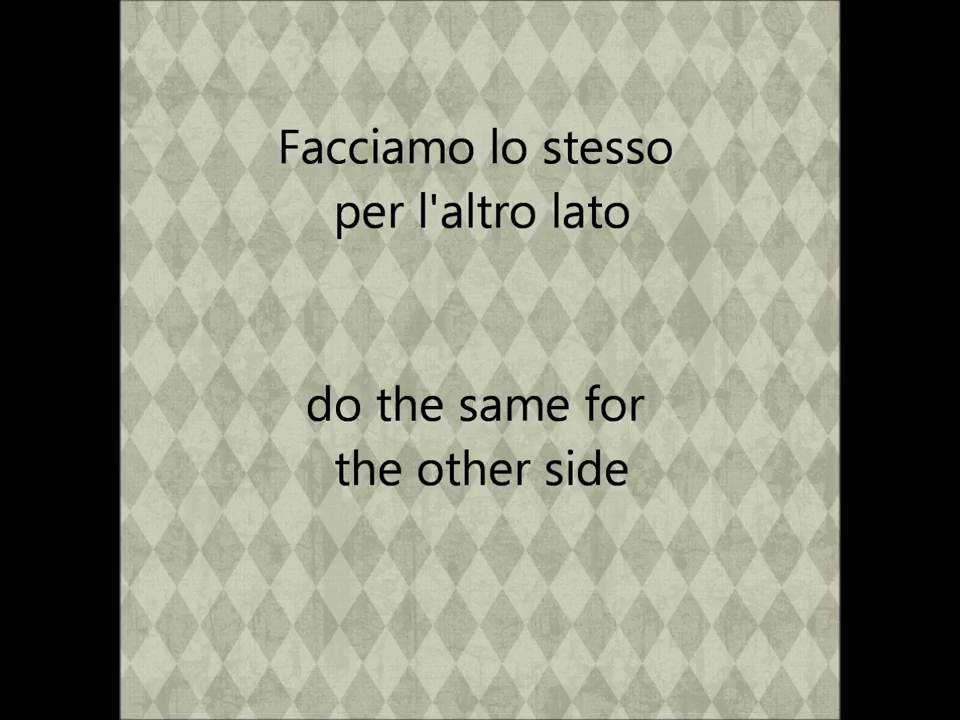 Facciamo lo stesso
per l'altro lato
do the same for
the other side